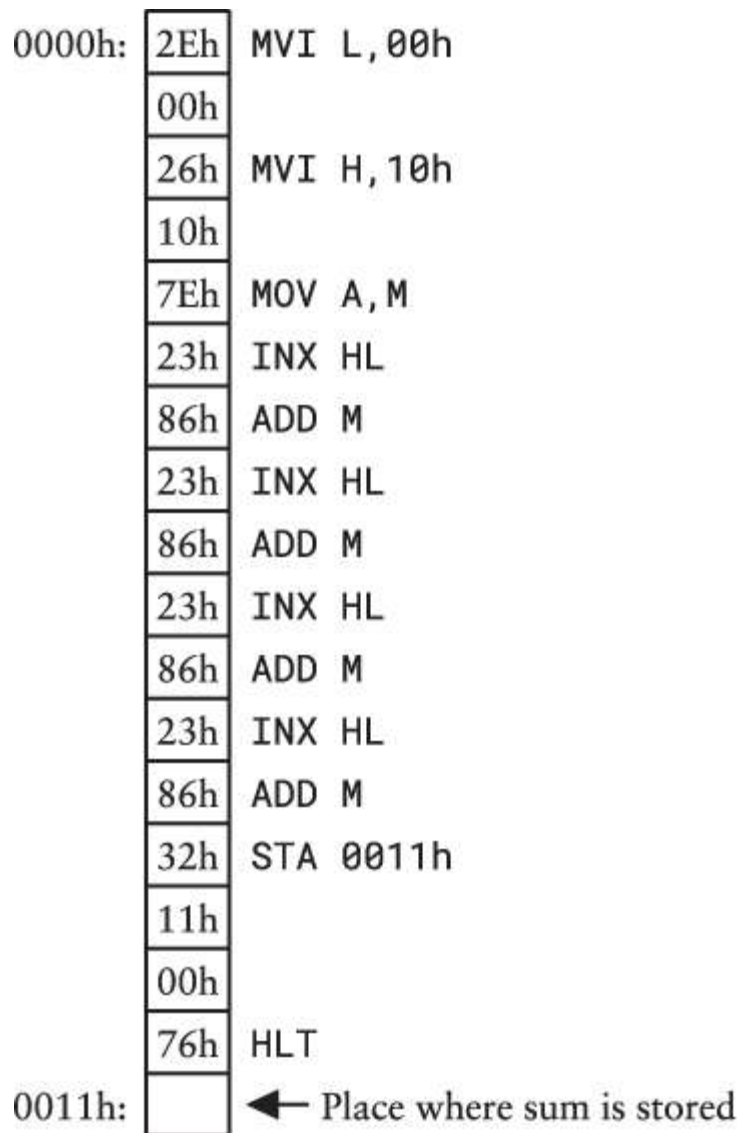 0000h: 2Eh MVI L,00h
00h
26h MVI H,10h
10h
7Eh MOV A,M
23h INX HL
86h ADD M
23h INX HL
86h ADD M
23h INX HL
86h ADD M
23h INX HL
86h ADD M
32h STA 0011h
11h
00h
76h HLT
0011h: Place where sum is stored